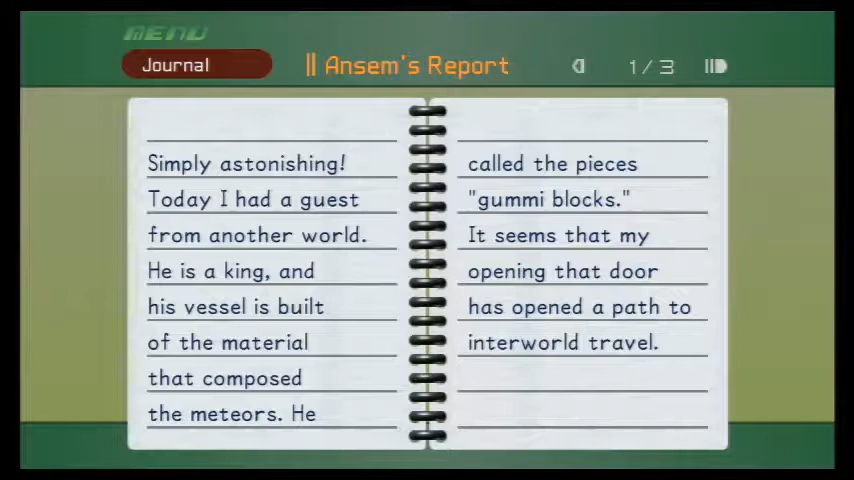 MENU
Journal
Ansem's Report
1/3
Simply astonishing!
Today I had a guest
from another world.
He is a king, and
his vessel is built
of the material
that composed
the meteors. He
called the pieces
"gummi blocks."
It seems that my
opening that door
has opened a path to
interworld travel.